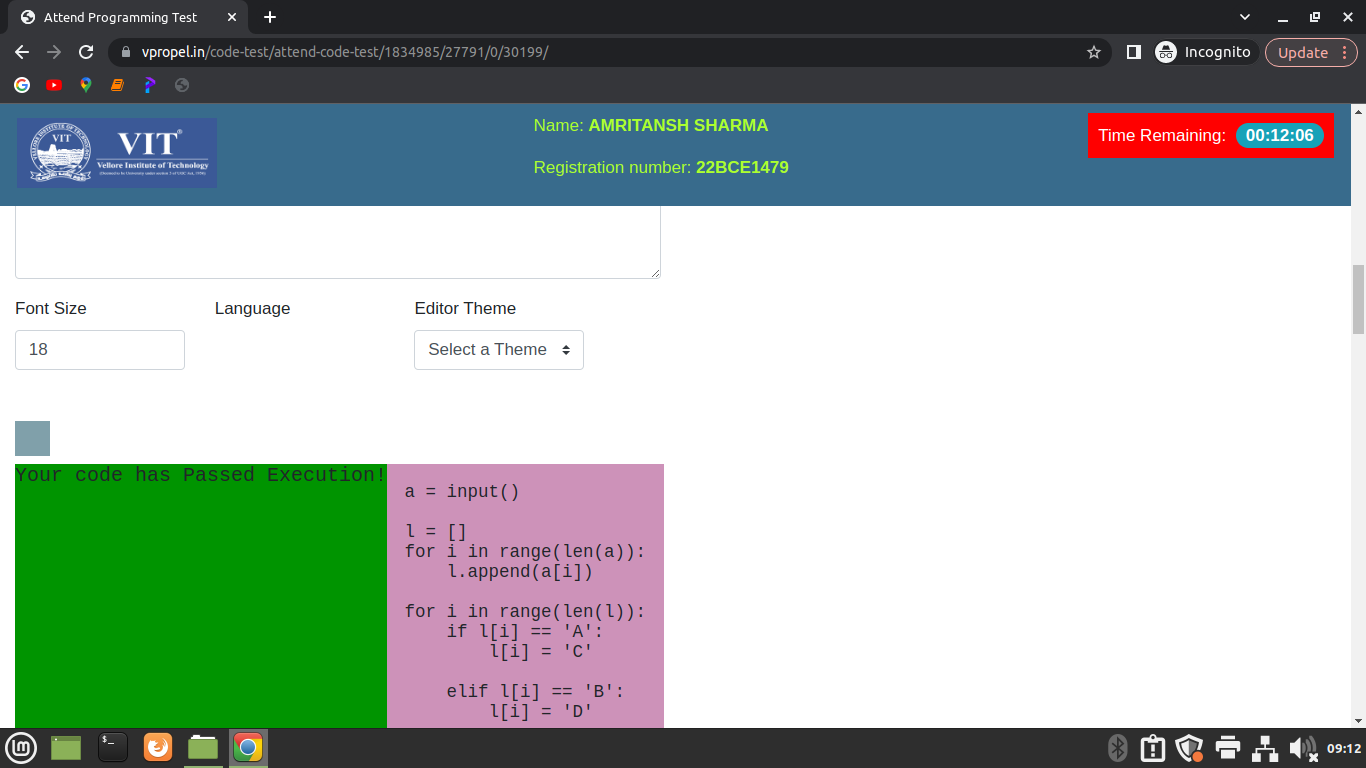 Attend Programming Test
vpropel.in/code-test/attend-code-test/1834985/27791/0/30199/
Incognito
Update
VIT
VIT
Vellore Institute of Technology
Name: AMRITANSH SHARMA
Registration number: 22BCE1479
Time Remaining: 00:12:06
Font Size
Language
Editor Theme
18
Select a Theme
Your code has Passed Execution!
a = input()
l = []
for i in range(len(a)):
    l.append(a[i])
for i in range(len(l)):
    if l[i] == 'A':
        l[i] = 'C'
    elif l[i] == 'B':
        l[i] = 'D'
09:12